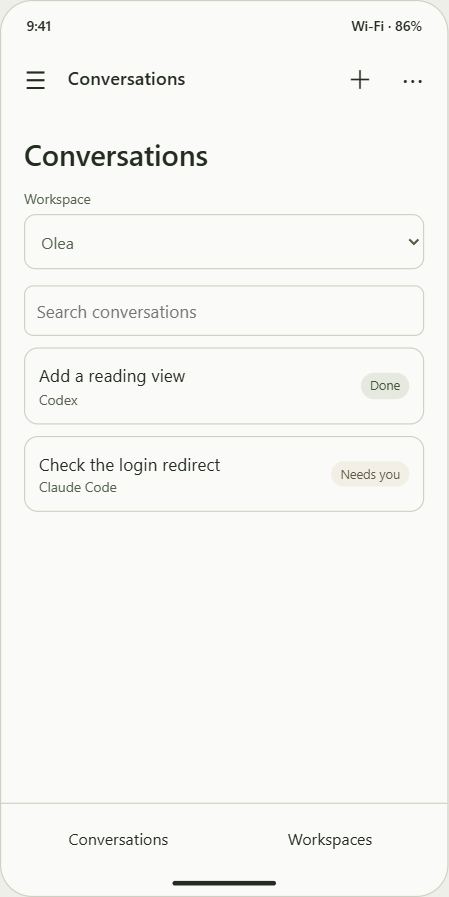 9:41
Wi-Fi · 86%
Conversations
Conversations
Workspace
Olea
Search conversations
Add a reading view
Codex
Done
Check the login redirect
Claude Code
Needs you
Conversations
Workspaces